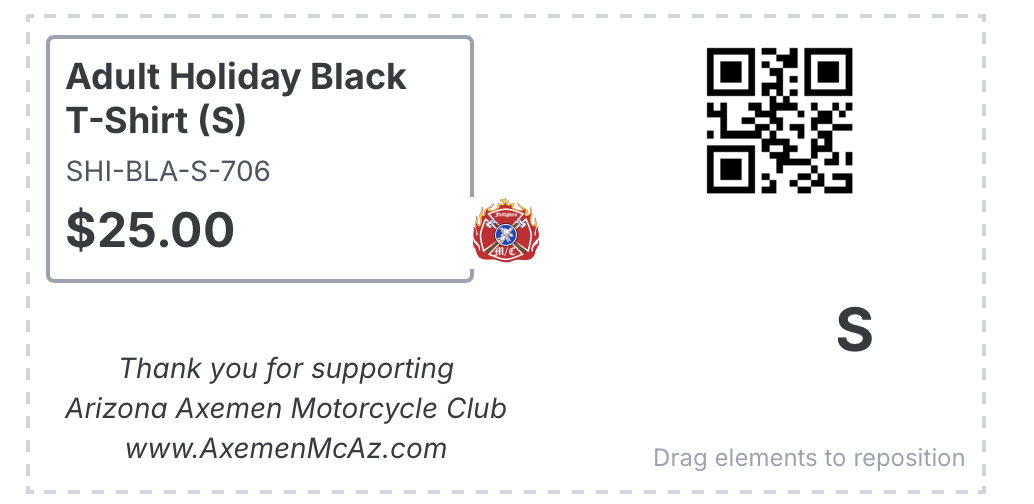 Adult Holiday Black
T-Shirt (S)
SHI-BLA-S-706
$25.00
Firefighters
M/C
S
Thank you for supporting
Arizona Axemen Motorcycle Club
www.AxemenMcAz.com
Drag elements to reposition